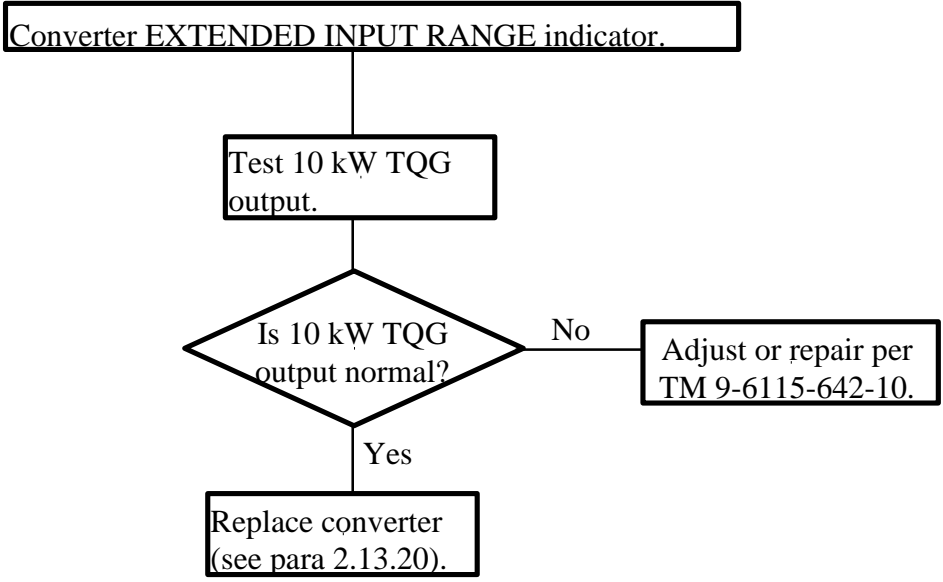 Converter EXTENDED INPUT RANGE indicator.
Test 10 kW TQG
output.
Is 10 kW TQG
output normal?
No
Adjust or repair per
TM 9-6115-642-10.
Yes
Replace converter
(see para 2.13.20).